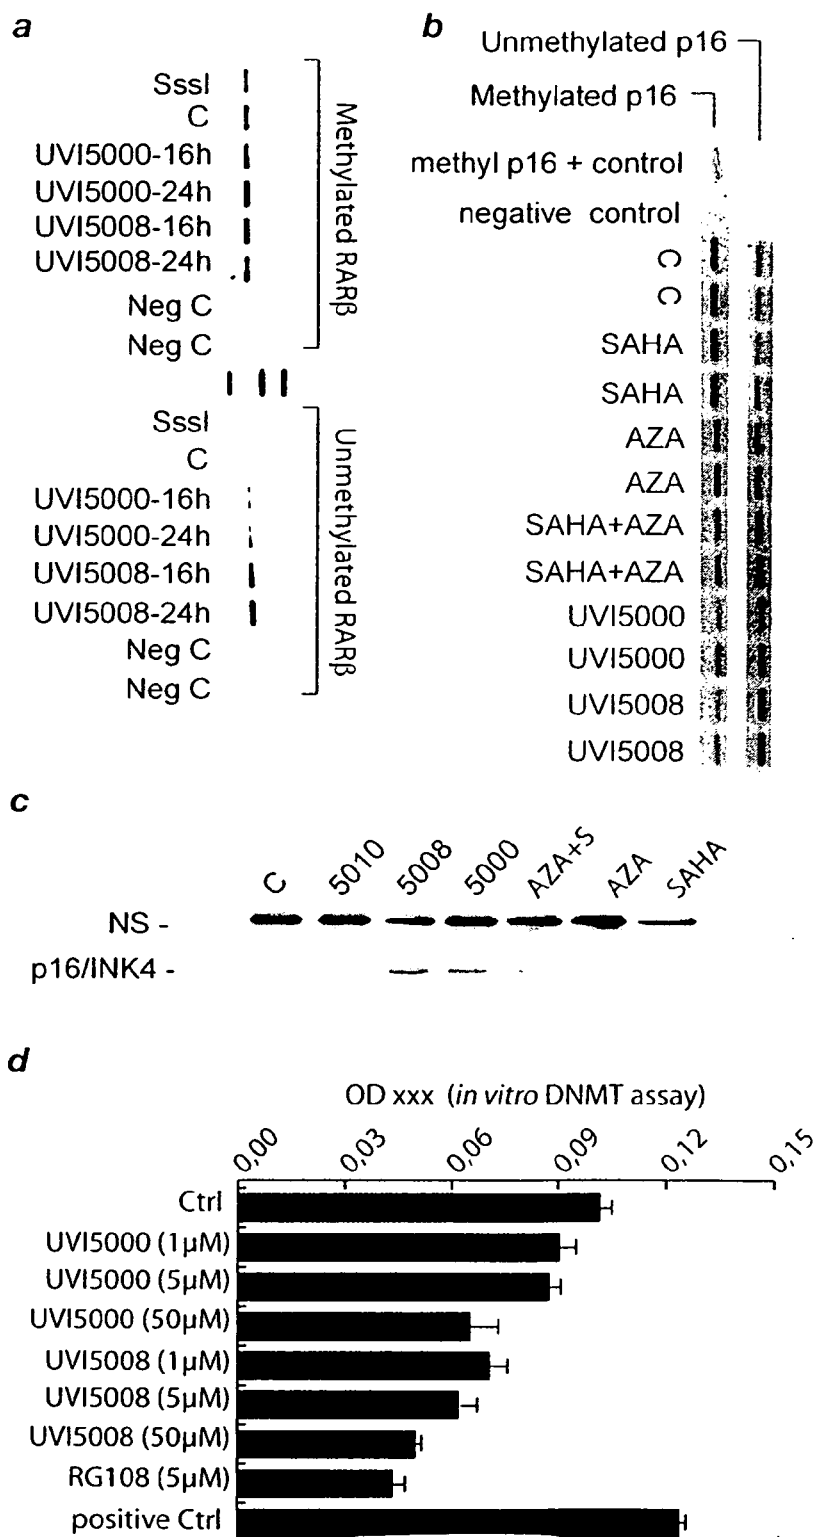 a
SssI
C
UVI5000-16h
UVI5000-24h
UVI5008-16h
UVI5008-24h
Neg C
Neg C
Methylated RARβ
SssI
C
UVI5000-16h
UVI5000-24h
UVI5008-16h
UVI5008-24h
Neg C
Neg C
Unmethylated RARβ
b
Unmethylated p16
Methylated p16
methyl p16 + control
negative control
C
C
SAHA
SAHA
AZA
AZA
SAHA+AZA
SAHA+AZA
UVI5000
UVI5000
UVI5008
UVI5008
c
C 5010 5008 5000 AZA+S AZA SAHA
NS -
p16/INK4 -
d
OD xxx (in vitro DNMT assay)
0,00 0,03 0,06 0,09 0,12 0,15
Ctrl
UVI5000 (1µM)
UVI5000 (5µM)
UVI5000 (50µM)
UVI5008 (1µM)
UVI5008 (5µM)
UVI5008 (50µM)
RG108 (5µM)
positive Ctrl